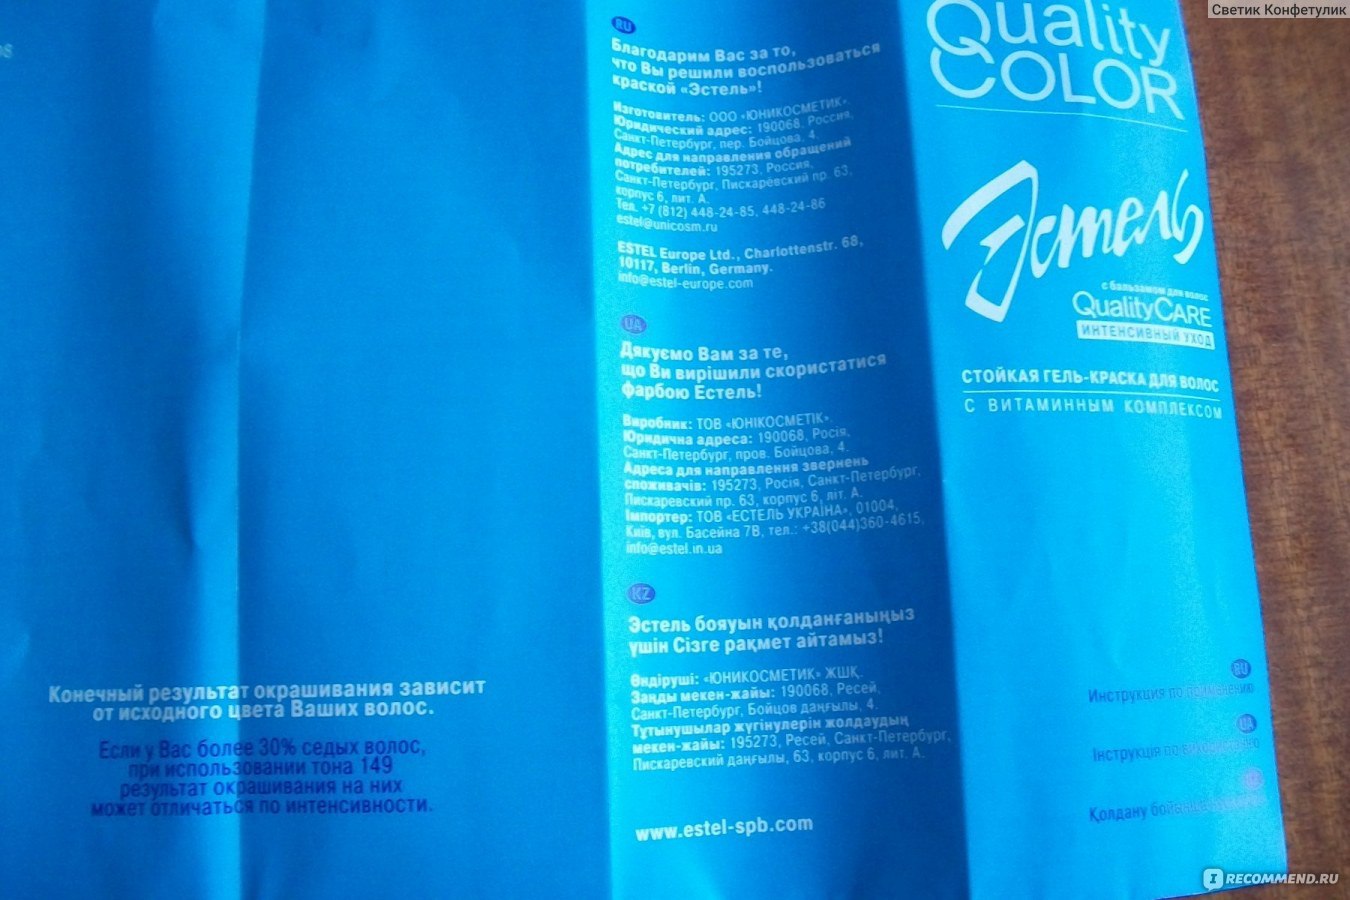 Светик Конфетулик
Конечный результат окрашивания зависит
от исходного цвета Ваших волос.
Если у Вас более 30% седых волос,
при использовании тона 149
результат окрашивания на них
может отличаться по интенсивности.
RU
Благодарим Вас за то,
что Вы решили воспользоваться
краской «Эстель»!
Изготовитель: ООО «ЮНИКОСМЕТИК».
Юридический адрес: 190068, Россия,
Санкт-Петербург, пер. Бойцова, 4.
Адрес для направления обращений
потребителей: 195273, Россия,
Санкт-Петербург, Пискарёвский пр. 63,
корпус 6, лит. А.
Тел. +7 (812) 448-24-85, 448-24-86
estel@unicosm.ru
ESTEL Europe Ltd., Charlottenstr. 68,
10117, Berlin, Germany.
info@estel-europe.com
UA
Дякуємо Вам за те,
що Ви вирішили скористатися
фарбою Естель!
Виробник: ТОВ «ЮНІКОСМЕТІК».
Юридична адреса: 190068, Росія,
Санкт-Петербург, пров. Бойцова, 4.
Адреса для направлення звернень
споживачів: 195273, Росія, Санкт-Петербург,
Пискаревский пр. 63, корпус 6, літ. А.
Імпортер: ТОВ «ЕСТЕЛЬ УКРАЇНА», 01004,
Київ, вул. Басейна 7В, тел.: +38(044)360-4615,
info@estel.in.ua
KZ
Эстель бояуын қолданғаныңыз
үшін Сізге рақмет айтамыз!
Өндіруші: «ЮНИКОСМЕТИК» ЖШҚ.
Заңды мекен-жайы: 190068, Ресей,
Санкт-Петербург, Бойцов даңғылы, 4.
Тұтынушылар жүгінулерін жолдаудың
мекен-жайы: 195273, Ресей, Санкт-Петербург,
Пискаревский даңғылы, 63, корпус 6, лит. А.
www.estel-spb.com
Quality
COLOR
Эстель
с бальзамом для волос
QualityCARE
ИНТЕНСИВНЫЙ УХОД
СТОЙКАЯ ГЕЛЬ-КРАСКА ДЛЯ ВОЛОС
С ВИТАМИННЫМ КОМПЛЕКСОМ
RU
Инструкция по применению
UA
Інструкція по
Қолдану
IRECOMMEND.RU